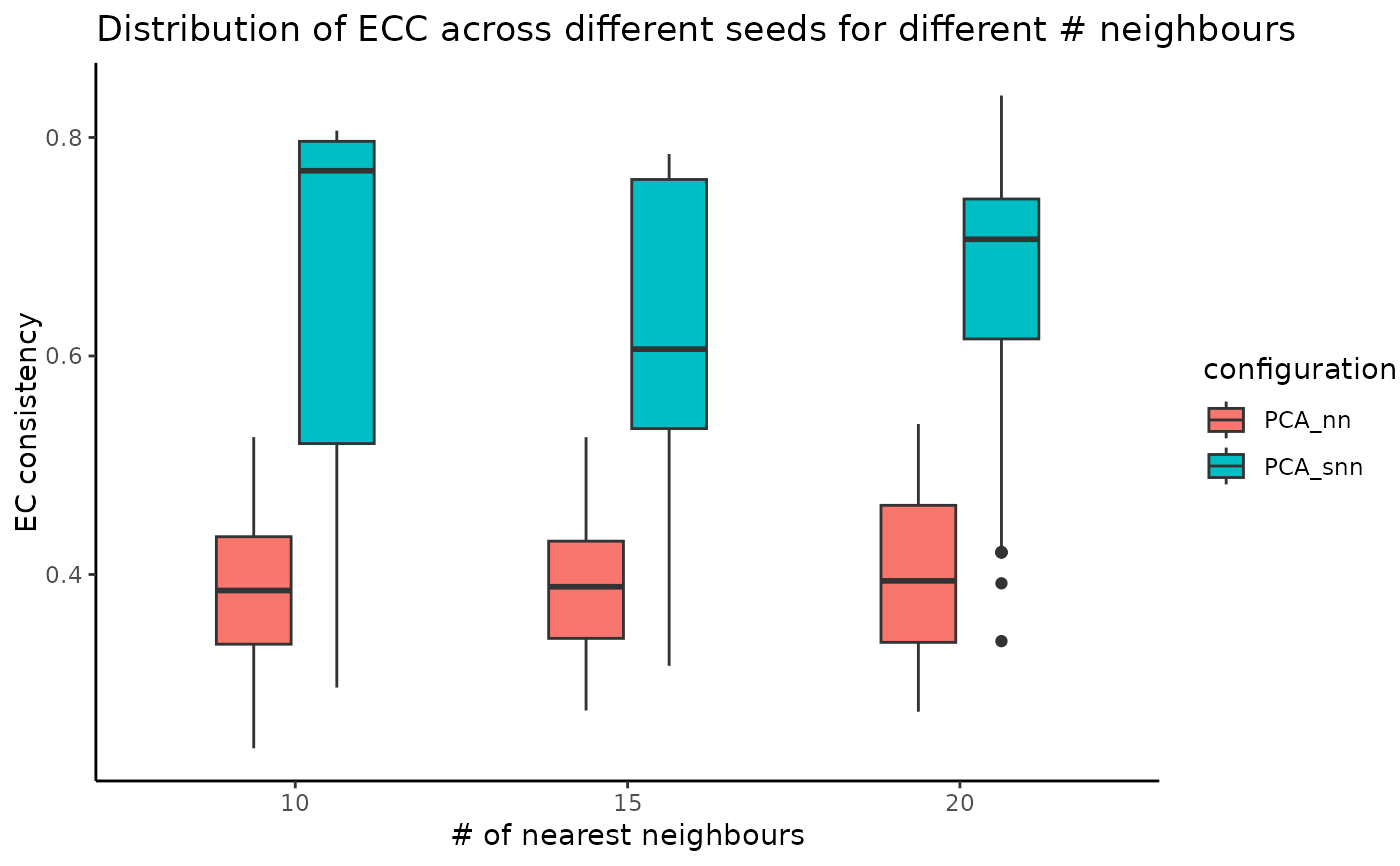 Distribution of ECC across different seeds for different # neighbours
EC consistency
0.8
0.6
0.4
10
15
20
# of nearest neighbours
configuration
PCA_nn
PCA_snn